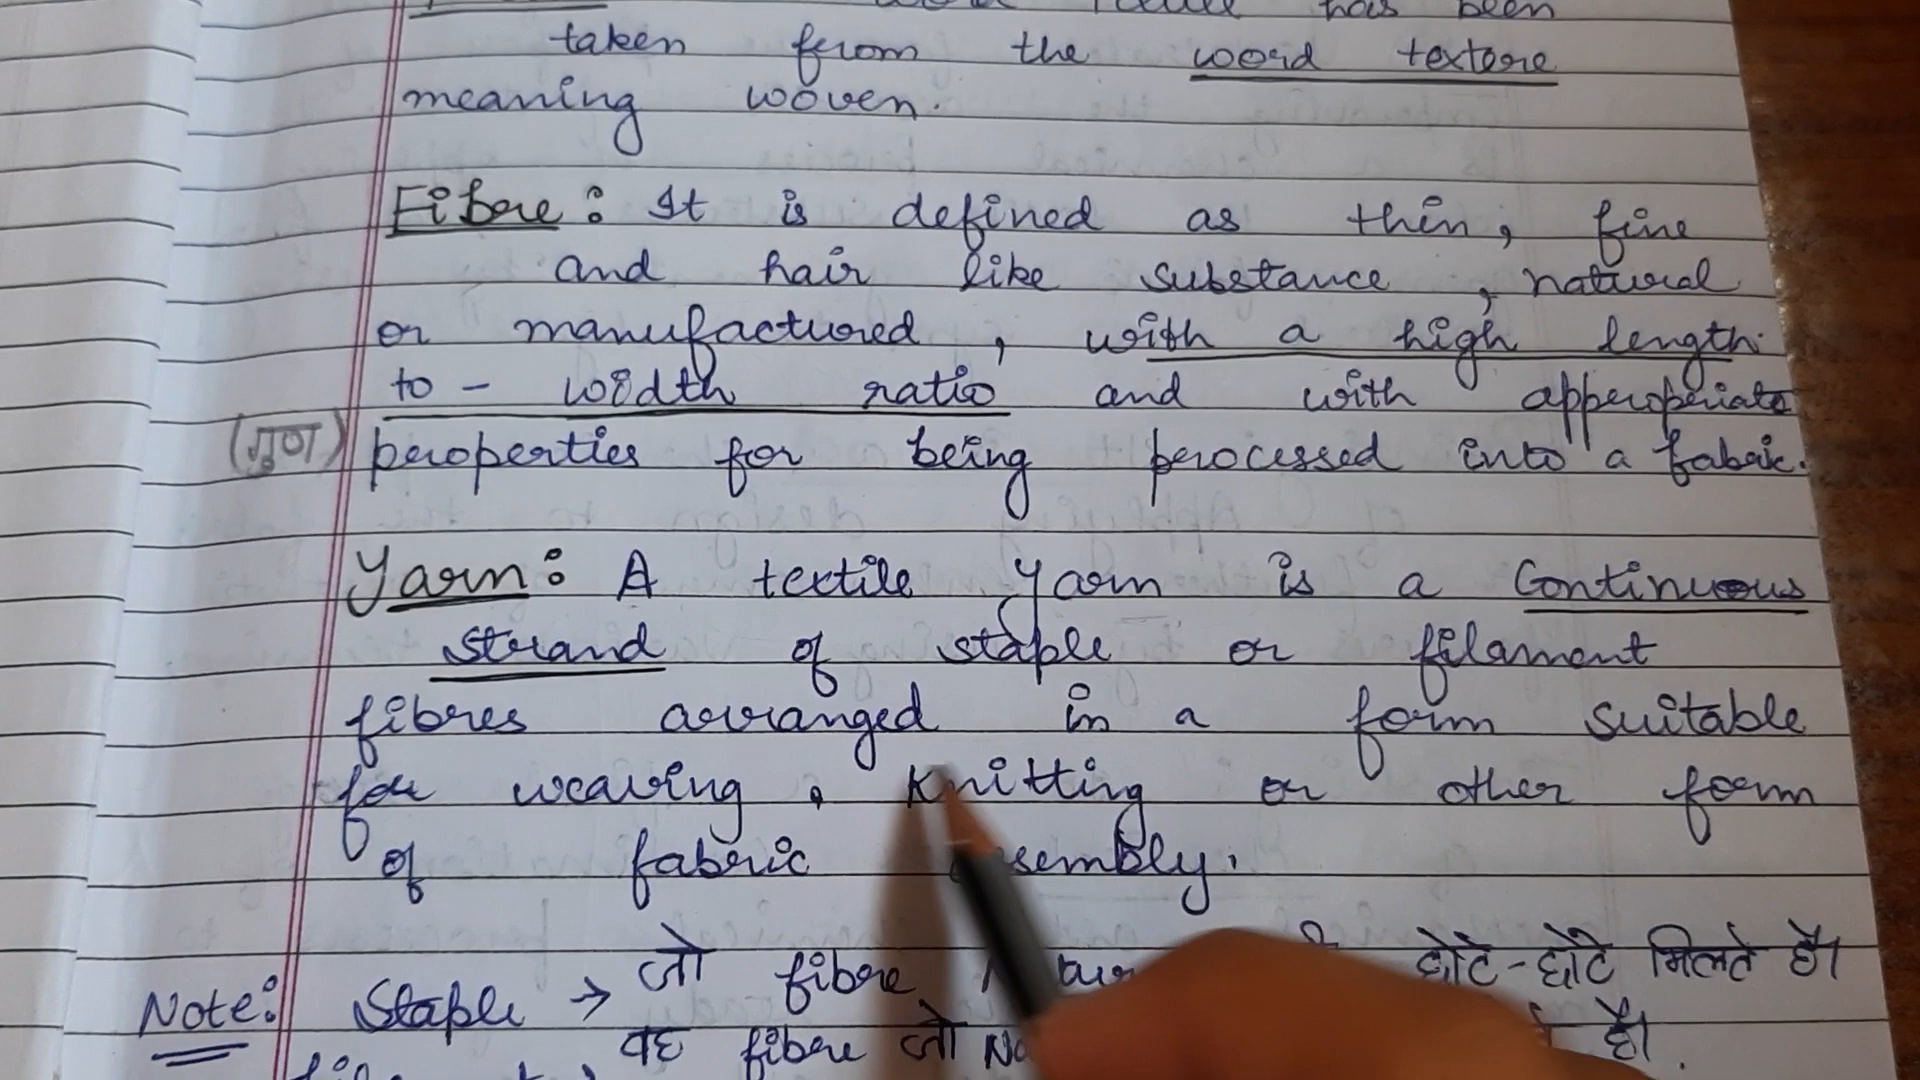 has been
taken from the word textere
meaning woven.
Fibre: It is defined as thin, fine
and hair like substance, natural
or manufactured, with a high length
to - width ratio and with appropriate
(गुण) properties for being processed into a fabric.
Yarn: A textile yarn is a Continuous
strand of staple or filament
fibres arranged in a form suitable
for weaving, Knitting or other form
of fabric sembly.
Note: Staple → जो fibre छोटे-छोटे मिलते हैं।
वह fibre जो है।